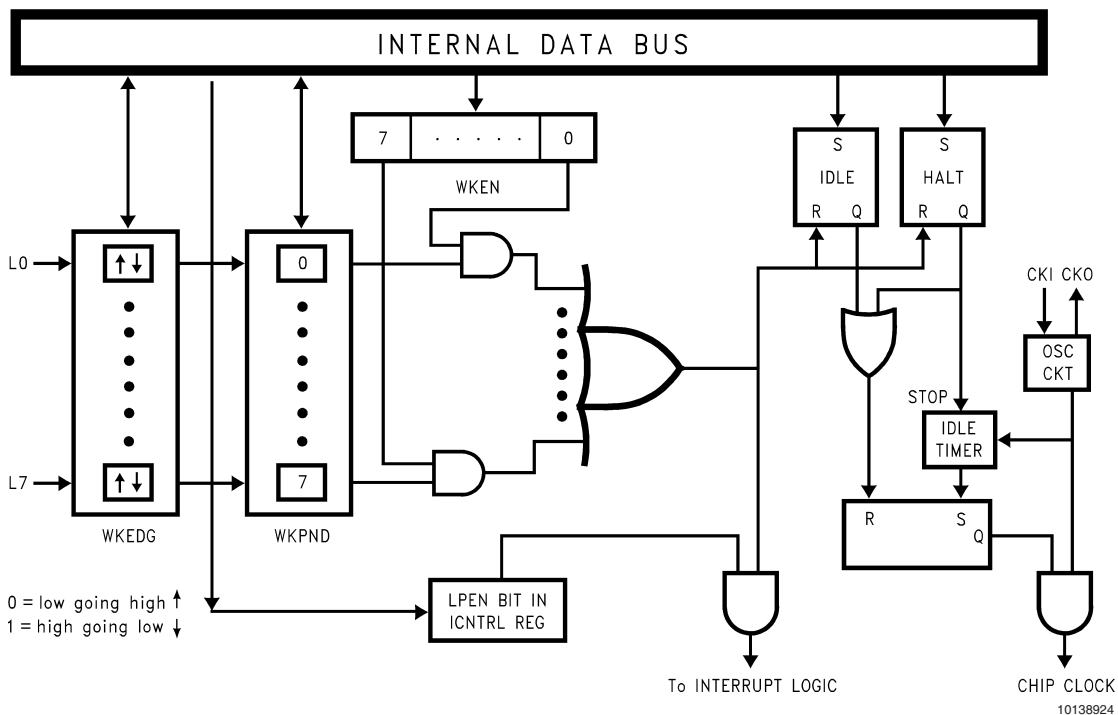 INTERNAL DATA BUS
7 . . . . . 0
WKEN
S
IDLE
R Q
S
HALT
R Q
L0
↑↓
0
CKI CKO
OSC
CKT
STOP
IDLE
TIMER
L7
↑↓
7
WKEDG
WKPND
R S
Q
0 = low going high ↑
1 = high going low ↓
LPEN BIT IN
ICNTRL REG
To INTERRUPT LOGIC
CHIP CLOCK
10138924